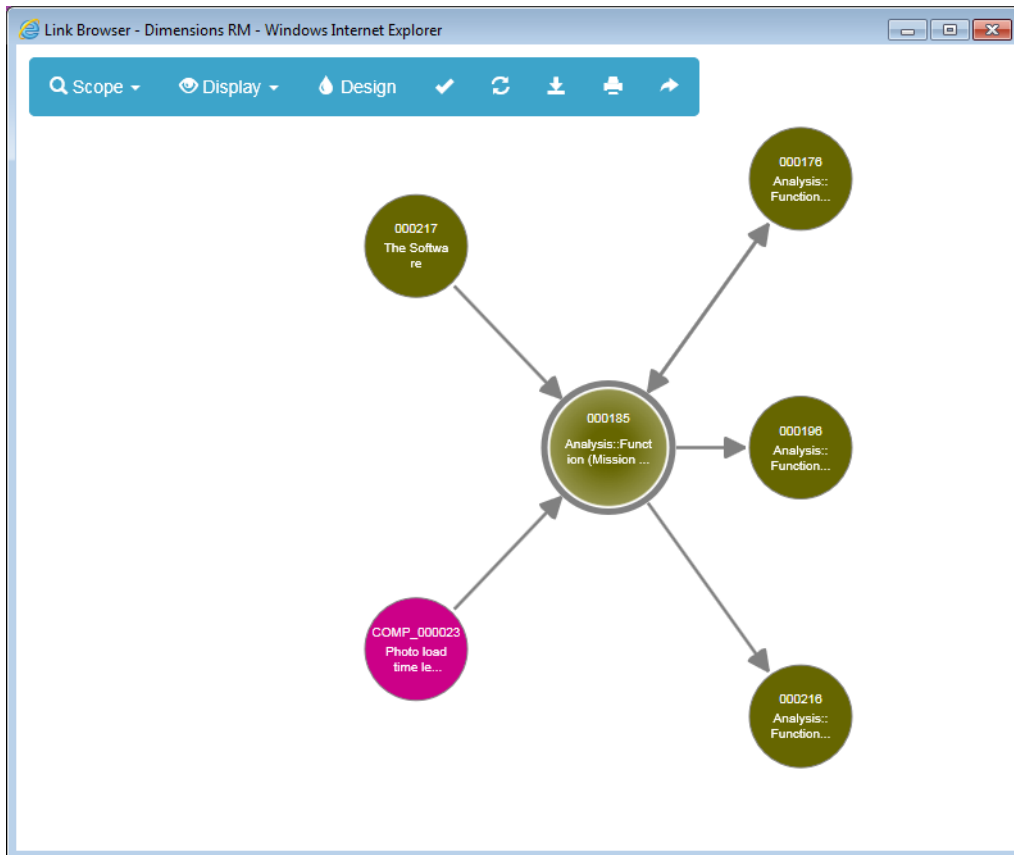 Link Browser - Dimensions RM - Windows Internet Explorer
Scope
Display
Design
000176
Analysis::
Function...
000217
The Softwa
re
000185
Analysis::Funct
ion (Mission ...
000196
Analysis::
Function...
COMP_000023
Photo load
time le...
000216
Analysis::
Function...